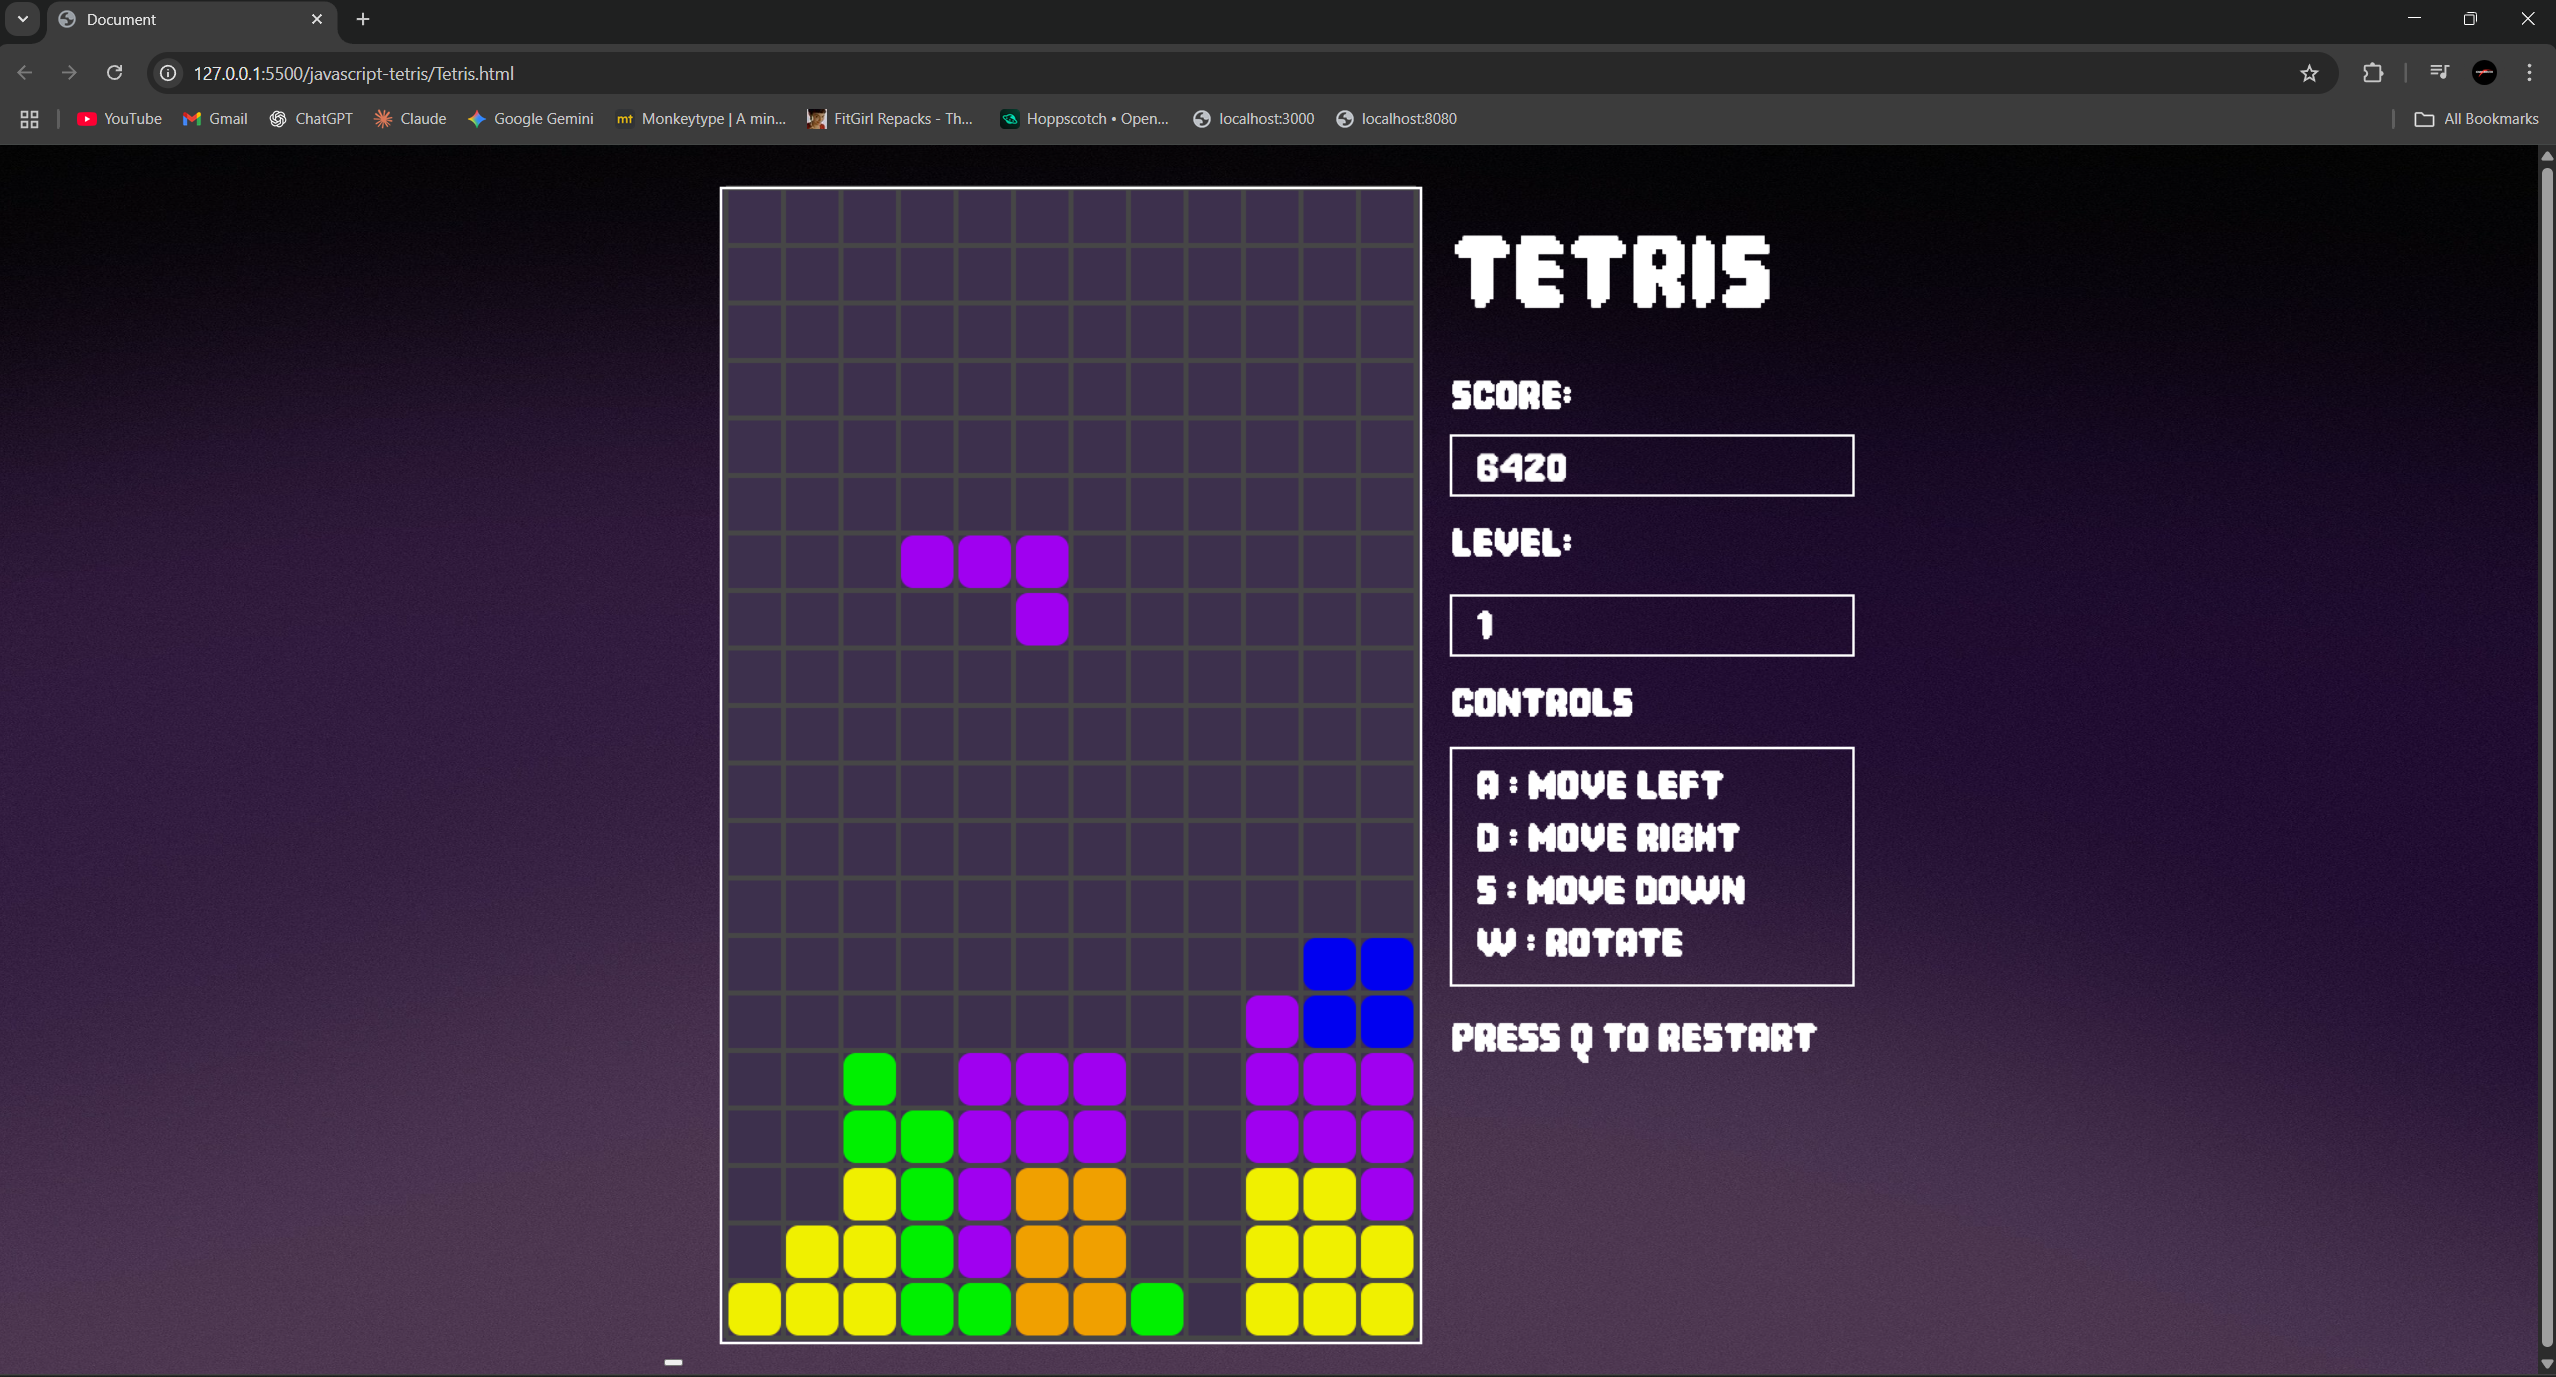 Document
127.0.0.1:5500/javascript-tetris/Tetris.html
YouTube
Gmail
ChatGPT
Claude
Google Gemini
mt
Monkeytype | A min...
FitGirl Repacks - Th...
Hoppscotch • Open...
localhost:3000
localhost:8080
All Bookmarks
TETRIS
SCORE:
6420
LEVEL:
1
CONTROLS
A : MOVE LEFT
D : MOVE RIGHT
S : MOVE DOWN
W : ROTATE
PRESS Q TO RESTART